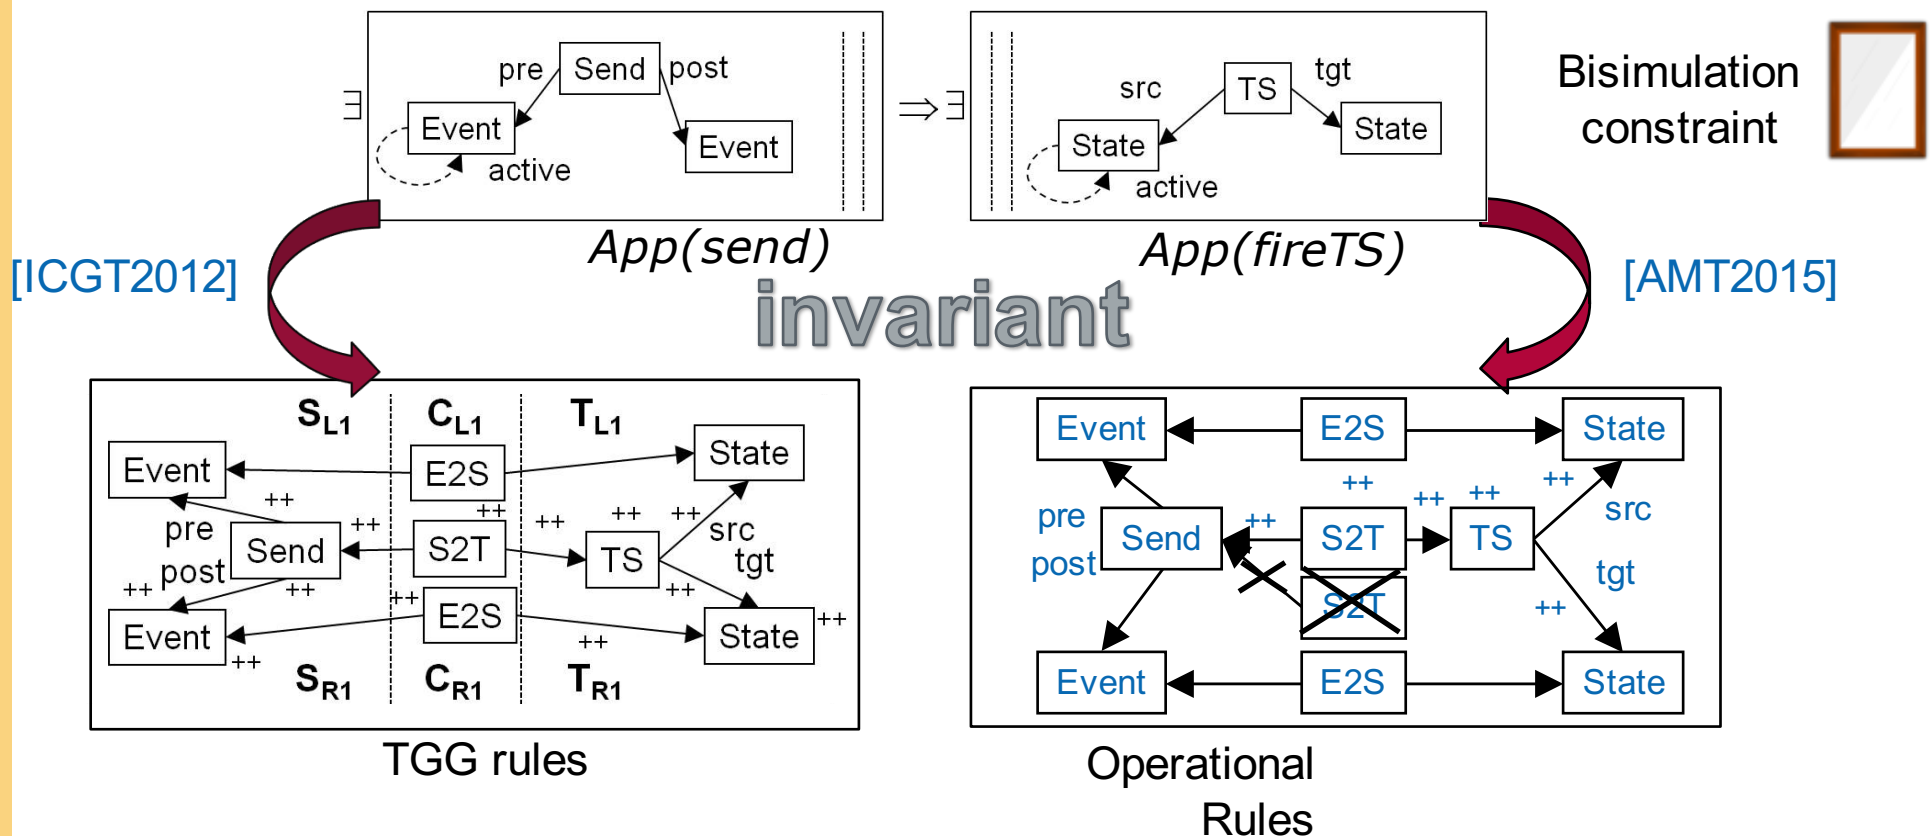 ∃
pre
Send
post
Event
active
Event
⇒∃
src
TS
tgt
State
active
State
Bisimulation
constraint
App(send)
App(fireTS)
[ICGT2012]
invariant
[AMT2015]
SL1
CL1
TL1
Event
E2S
State
++
++
++
++
++
++
pre
post
Send
S2T
TS
src
tgt
++
++
++
++
Event
E2S
State
++
++
++
SR1
CR1
TR1
TGG rules
Event
E2S
State
++
++
++
++
++
pre
post
Send
S2T
TS
src
tgt
S2T
++
Event
E2S
State
Operational
Rules